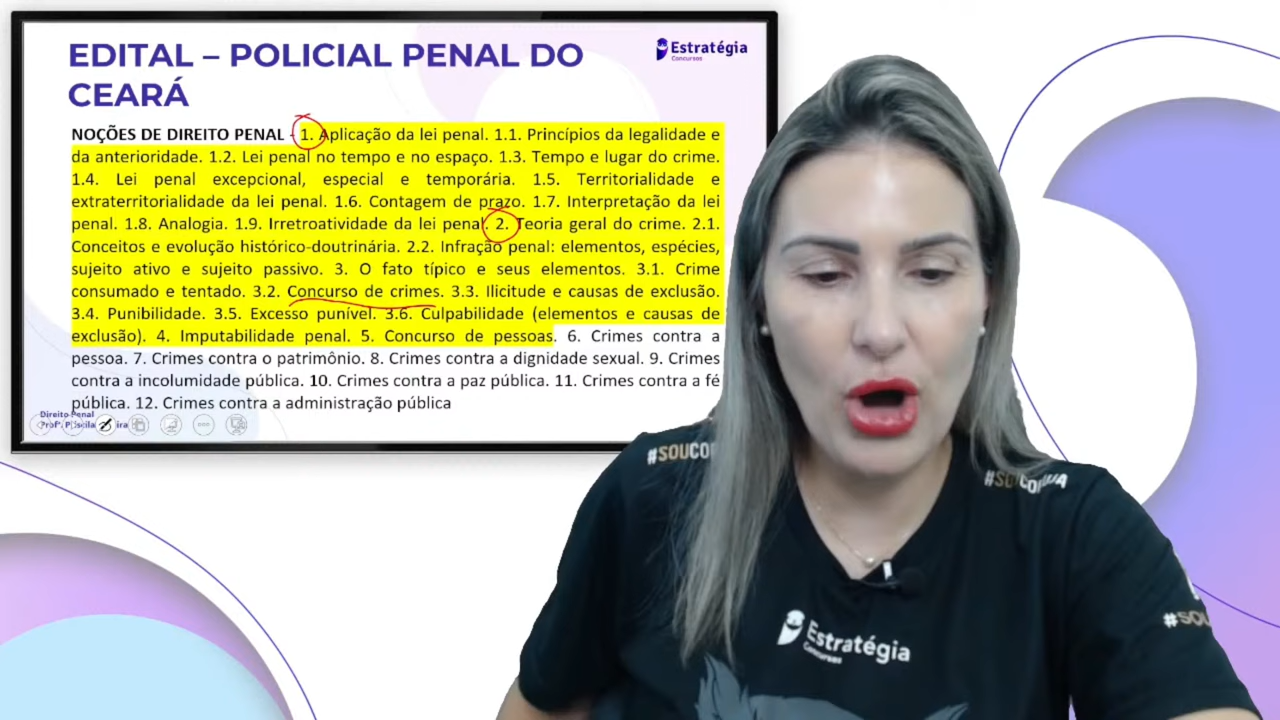 EDITAL – POLICIAL PENAL DO
CEARÁ
Estratégia
Concursos
NOÇÕES DE DIREITO PENAL - 1. Aplicação da lei penal. 1.1. Princípios da legalidade e
da anterioridade. 1.2. Lei penal no tempo e no espaço. 1.3. Tempo e lugar do crime.
1.4. Lei penal excepcional, especial e temporária. 1.5. Territorialidade e
extraterritorialidade da lei penal. 1.6. Contagem de prazo. 1.7. Interpretação da lei
penal. 1.8. Analogia. 1.9. Irretroatividade da lei penal. 2. Teoria geral do crime. 2.1.
Conceitos e evolução histórico-doutrinária. 2.2. Infração penal: elementos, espécies,
sujeito ativo e sujeito passivo. 3. O fato típico e seus elementos. 3.1. Crime
consumado e tentado. 3.2. Concurso de crimes. 3.3. Ilicitude e causas de exclusão.
3.4. Punibilidade. 3.5. Excesso punível. 3.6. Culpabilidade (elementos e causas de
exclusão). 4. Imputabilidade penal. 5. Concurso de pessoas. 6. Crimes contra a
pessoa. 7. Crimes contra o patrimônio. 8. Crimes contra a dignidade sexual. 9. Crimes
contra a incolumidade pública. 10. Crimes contra a paz pública. 11. Crimes contra a fé
pública. 12. Crimes contra a administração pública
Direito Penal
Profª. Priscila
#SOUCO
Estratégia
Concursos
#SOU